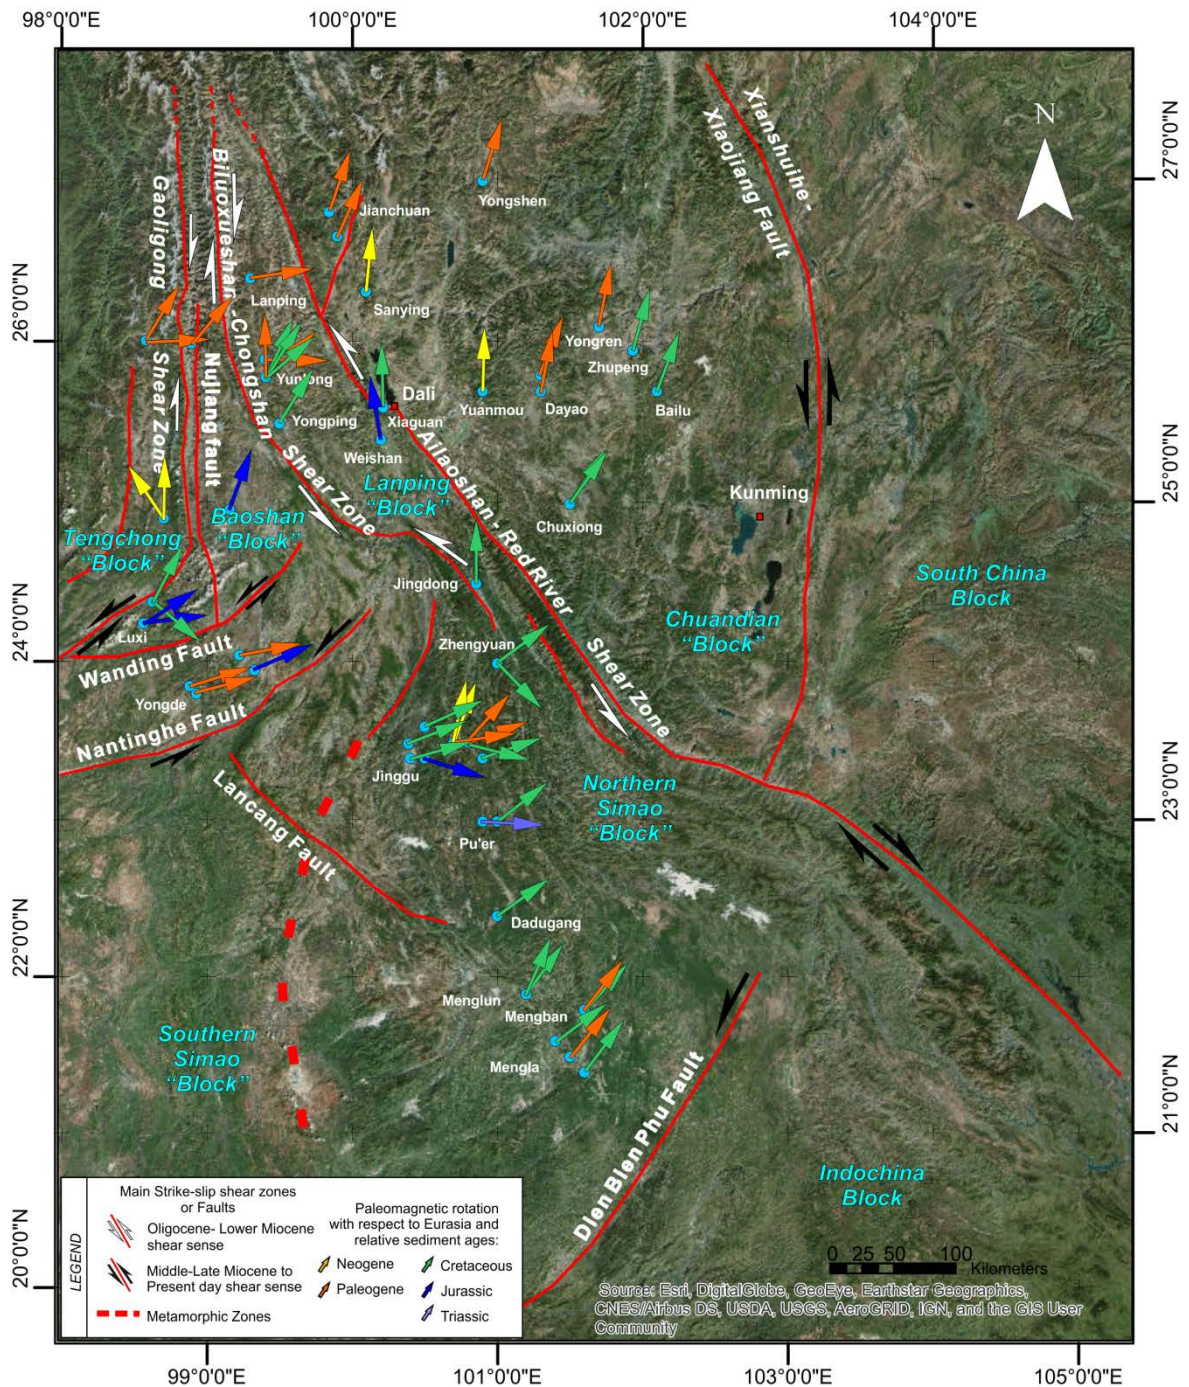 98°0'0"E
100°0'0"E
102°0'0"E
104°0'0"E
27°0'0"N
26°0'0"N
25°0'0"N
24°0'0"N
23°0'0"N
22°0'0"N
21°0'0"N
20°0'0"N
99°0'0"E
101°0'0"E
103°0'0"E
105°0'0"E
N
Xianshuihe -
Xiaojiang Fault
Gaoligong
Shear Zone
Biluoxueshan - Chongshan
Shear Zone
Nujiang fault
Yongshen
Jianchuan
Lanping
Sanying
Yongren
Zhupeng
Yunlong
Dali
Yuanmou
Dayao
Bailu
Yongping
Xiaguan
Weishan
Ailaoshan - Red River
Shear Zone
Lanping
“Block”
Kunming
Chuxiong
Baoshan
“Block”
Tengchong
“Block”
Jingdong
South China
Block
Chuandian
“Block”
Luxi
Zhengyuan
Wanding Fault
Yongde
Nantinghe Fault
Jinggu
Lancang Fault
Northern
Simao
“Block”
Pu'er
Dadugang
Menglun
Mengban
Mengla
Southern
Simao
“Block”
Dien Bien Phu Fault
Indochina
Block
LEGEND
Main Strike-slip shear zones
or Faults
Oligocene- Lower Miocene
shear sense
Middle-Late Miocene to
Present day shear sense
Metamorphic Zones
Paleomagnetic rotation
with respect to Eurasia and
relative sediment ages:
Neogene
Paleogene
Cretaceous
Jurassic
Triassic
0 25 50 100
Kilometers
Source: Esri, DigitalGlobe, GeoEye, Earthstar Geographics,
CNES/Airbus DS, USDA, USGS, AeroGRID, IGN, and the GIS User
Community